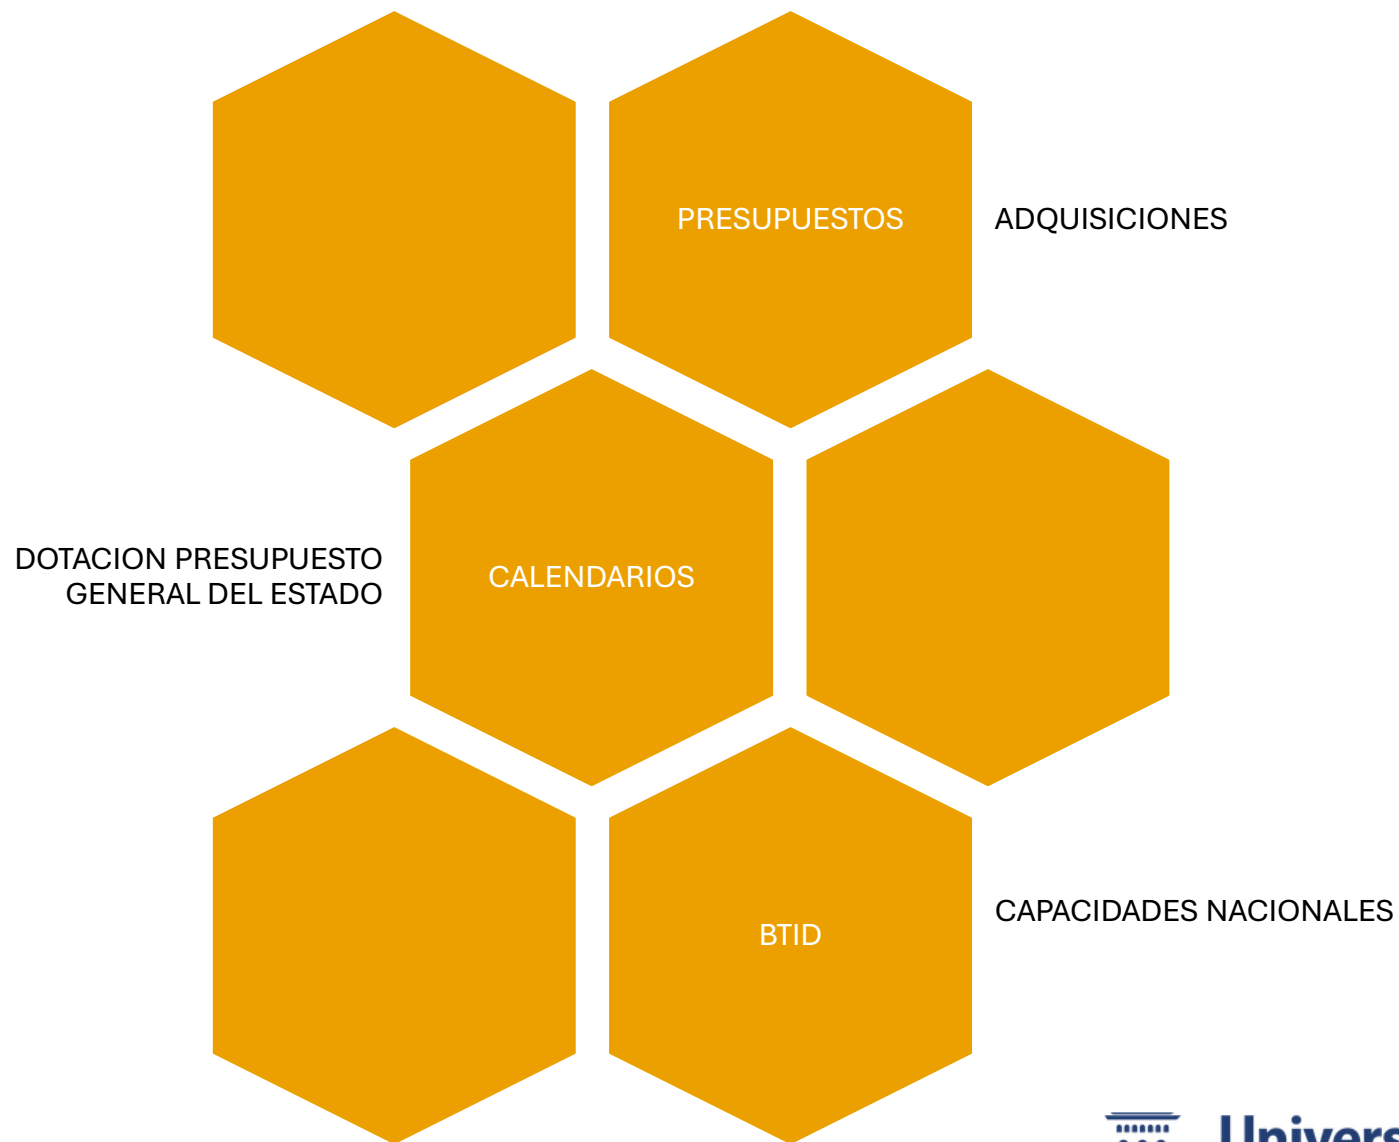 PRESUPUESTOS
ADQUISICIONES
DOTACION PRESUPUESTO
GENERAL DEL ESTADO
CALENDARIOS
BTID
CAPACIDADES NACIONALES